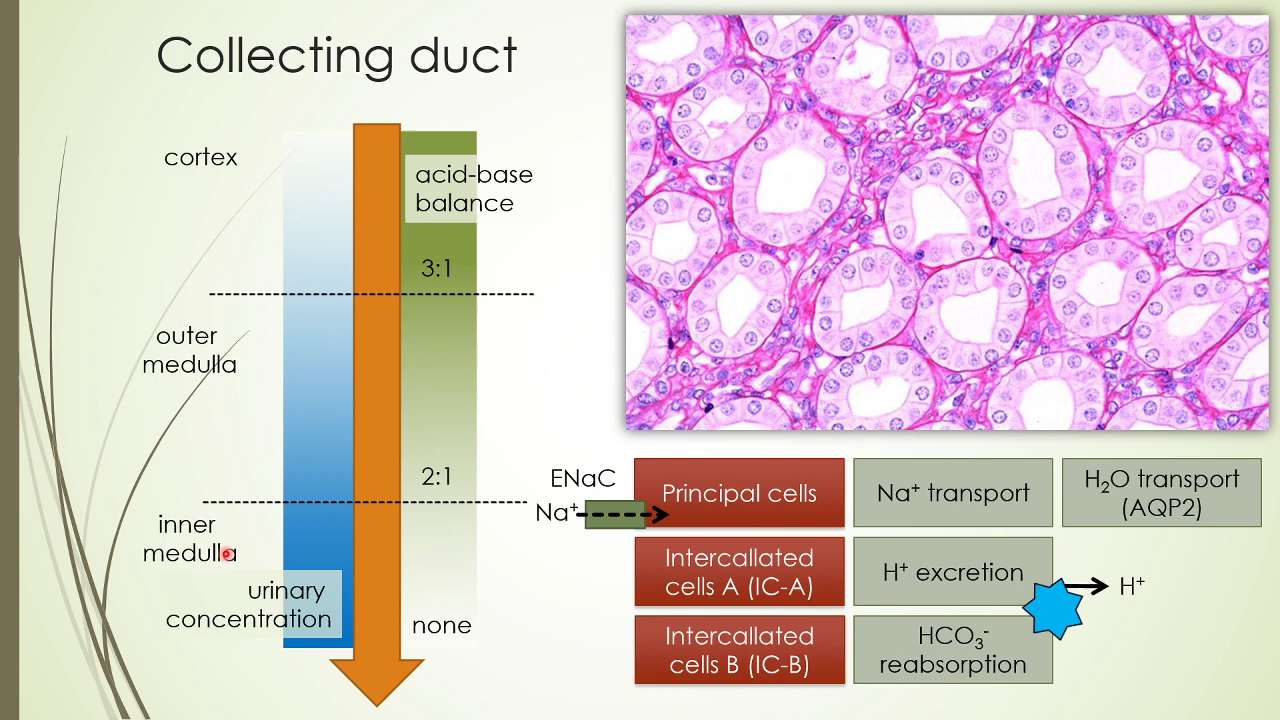 Collecting duct
cortex
acid-base
balance
3:1
outer
medulla
2:1
inner
medulla
urinary
concentration
none
ENaC
Na⁺
Principal cells
Na⁺ transport
H₂O transport
(AQP2)
Intercallated
cells A (IC-A)
H⁺ excretion
H⁺
Intercallated
cells B (IC-B)
HCO₃⁻
reabsorption